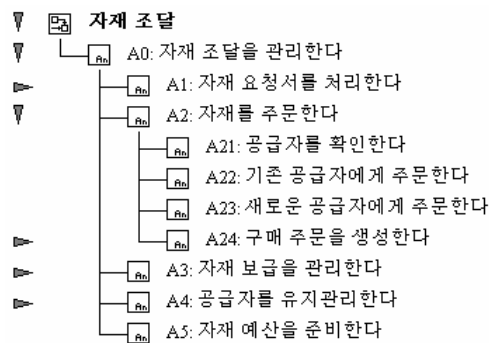 자재 조달
A0: 자재 조달을 관리한다
A1: 자재 요청서를 처리한다
A2: 자재를 주문한다
A21: 공급자를 확인한다
A22: 기존 공급자에게 주문한다
A23: 새로운 공급자에게 주문한다
A24: 구매 주문을 생성한다
A3: 자재 보급을 관리한다
A4: 공급자를 유지관리한다
A5: 자재 예산을 준비한다